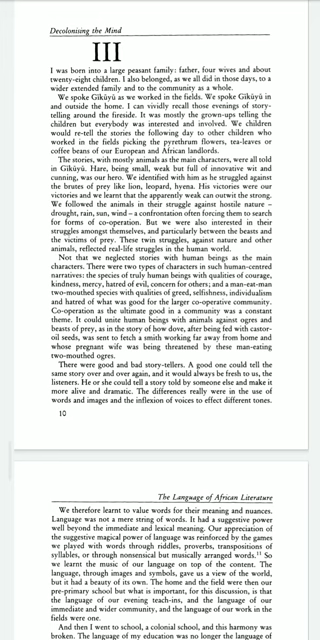 Decolonising the Mind
III
I was born into a large peasant family: father, four wives and about
twenty-eight children. I also belonged, as we all did in those days, to a
wider extended family and to the community as a whole.
We spoke Gĩkũyũ as we worked in the fields. We spoke Gĩkũyũ in
and outside the home. I can vividly recall those evenings of story-
telling around the fireside. It was mostly the grown-ups telling the
children but everybody was interested and involved. We children
would re-tell the stories the following day to other children who
worked in the fields picking the pyrethrum flowers, tea-leaves or
coffee beans of our European and African landlords.
The stories, with mostly animals as the main characters, were all told
in Gĩkũyũ. Hare, being small, weak but full of innovative wit and
cunning, was our hero. We identified with him as he struggled against
the brutes of prey like lion, leopard, hyena. His victories were our
victories and we learnt that the apparently weak can outwit the strong.
We followed the animals in their struggle against hostile nature –
drought, rain, sun, wind – a confrontation often forcing them to search
for forms of co-operation. But we were also interested in their
struggles amongst themselves, and particularly between the beasts and
the victims of prey. These twin struggles, against nature and other
animals, reflected real-life struggles in the human world.
Not that we neglected stories with human beings as the main
characters. There were two types of characters in such human-centred
narratives: the species of truly human beings with qualities of courage,
kindness, mercy, hatred of evil, concern for others; and a man-eat-man
two-mouthed species with qualities of greed, selfishness, individualism
and hatred of what was good for the larger co-operative community.
Co-operation as the ultimate good in a community was a constant
theme. It could unite human beings with animals against ogres and
beasts of prey, as in the story of how dove, after being fed with castor-
oil seeds, was sent to fetch a smith working far away from home and
whose pregnant wife was being threatened by these man-eating
two-mouthed ogres.
There were good and bad story-tellers. A good one could tell the
same story over and over again, and it would always be fresh to us, the
listeners. He or she could tell a story told by someone else and make it
more alive and dramatic. The differences really were in the use of
words and images and the inflexion of voices to effect different tones.
10
The Language of African Literature
We therefore learnt to value words for their meaning and nuances.
Language was not a mere string of words. It had a suggestive power
well beyond the immediate and lexical meaning. Our appreciation of
the suggestive magical power of language was reinforced by the games
we played with words through riddles, proverbs, transpositions of
syllables, or through nonsensical but musically arranged words.¹¹ So
we learnt the music of our language on top of the content. The
language, through images and symbols, gave us a view of the world,
but it had a beauty of its own. The home and the field were then our
pre-primary school but what is important, for this discussion, is that
the language of our evening teach-ins, and the language of our
immediate and wider community, and the language of our work in the
fields were one.
And then I went to school, a colonial school, and this harmony was
broken. The language of my education was no longer the language of